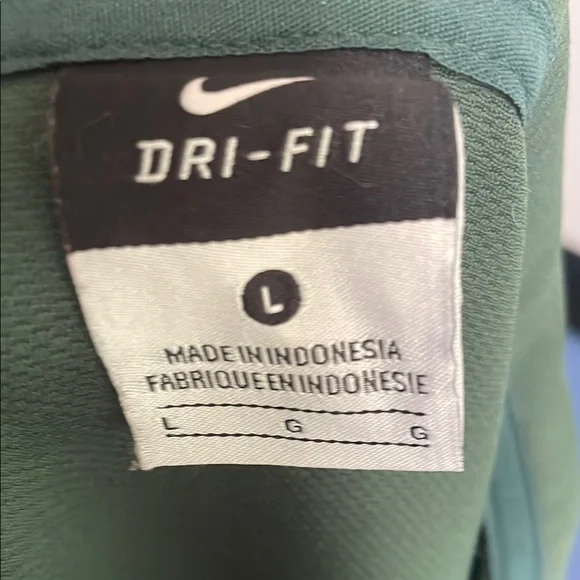 DRI-FIT
L
MADE IN INDONESIA
FABRIQUE EN INDONESIE
L G G